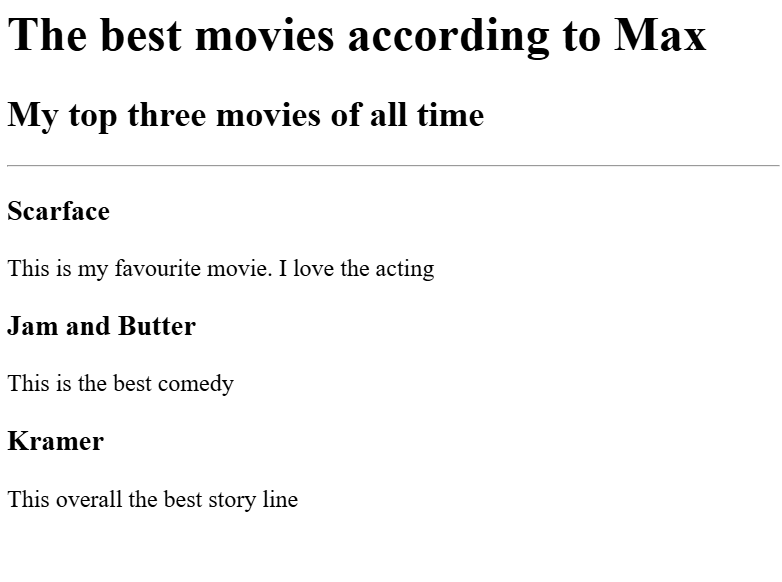 The best movies according to Max
My top three movies of all time
Scarface
This is my favourite movie. I love the acting
Jam and Butter
This is the best comedy
Kramer
This overall the best story line